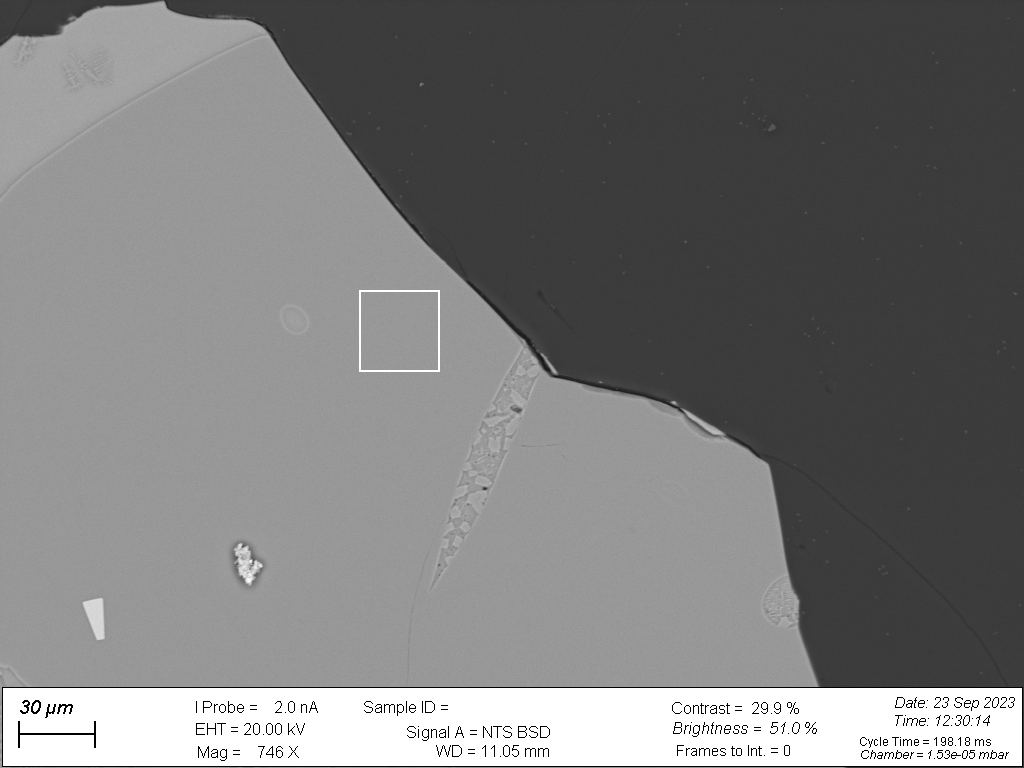 30 µm
I Probe = 2.0 nA
EHT = 20.00 kV
Mag = 746 X
Sample ID =
Signal A = NTS BSD
WD = 11.05 mm
Contrast = 29.9 %
Brightness = 51.0 %
Frames to Int. = 0
Date: 23 Sep 2023
Time: 12:30:14
Cycle Time = 198.18 ms
Chamber = 1.53e-05 mbar